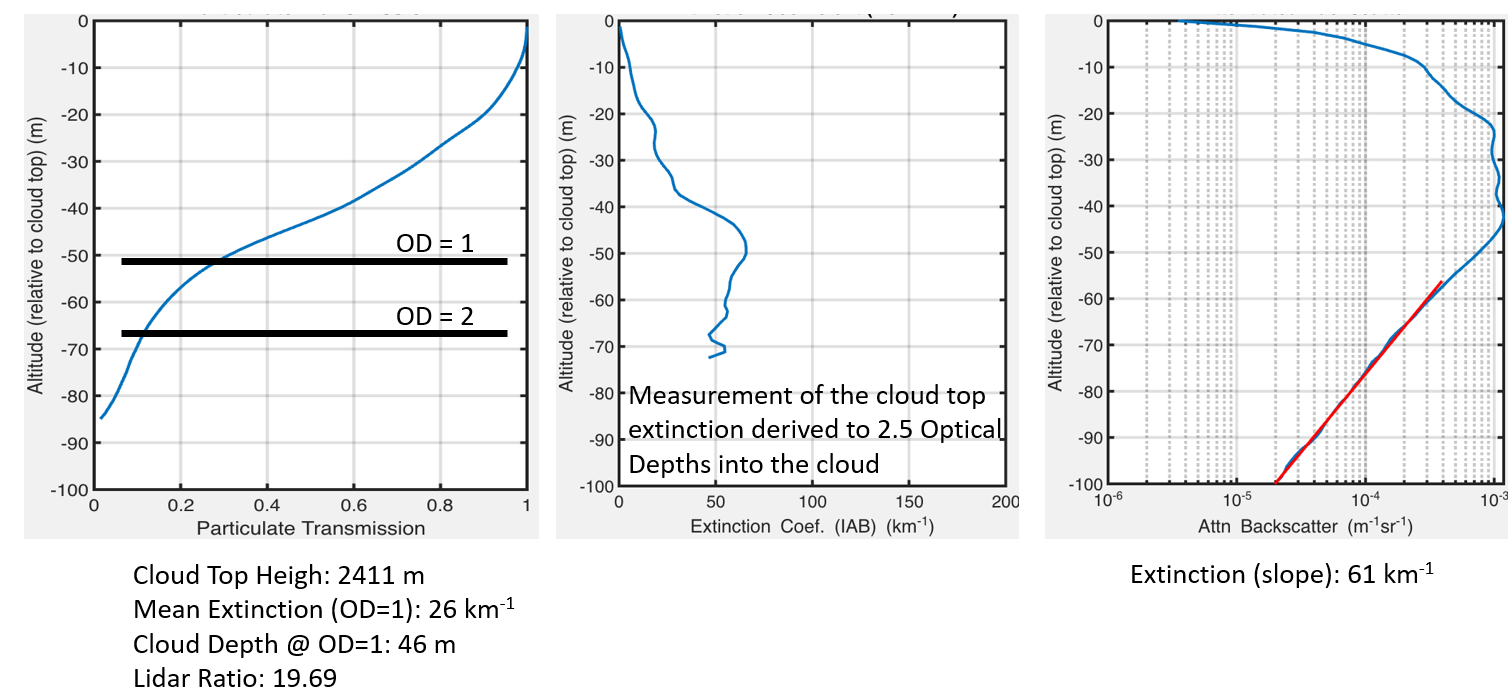 0
-10
-20
-30
-40
-50
-60
-70
-80
-90
-100
Altitude (relative to cloud top) (m)
OD = 1
OD = 2
0 0.2 0.4 0.6 0.8 1
Particulate Transmission
0
-10
-20
-30
-40
-50
-60
-70
-80
-90
-100
Altitude (relative to cloud top) (m)
Measurement of the cloud top
extinction derived to 2.5 Optical
Depths into the cloud
0 50 100 150 200
Extinction Coef. (IAB) (km⁻¹)
0
-10
-20
-30
-40
-50
-60
-70
-80
-90
-100
Altitude (relative to cloud top) (m)
10⁻⁶ 10⁻⁵ 10⁻⁴ 10⁻³
Attn Backscatter (m⁻¹sr⁻¹)
Cloud Top Heigh: 2411 m
Mean Extinction (OD=1): 26 km⁻¹
Cloud Depth @ OD=1: 46 m
Lidar Ratio: 19.69
Extinction (slope): 61 km⁻¹